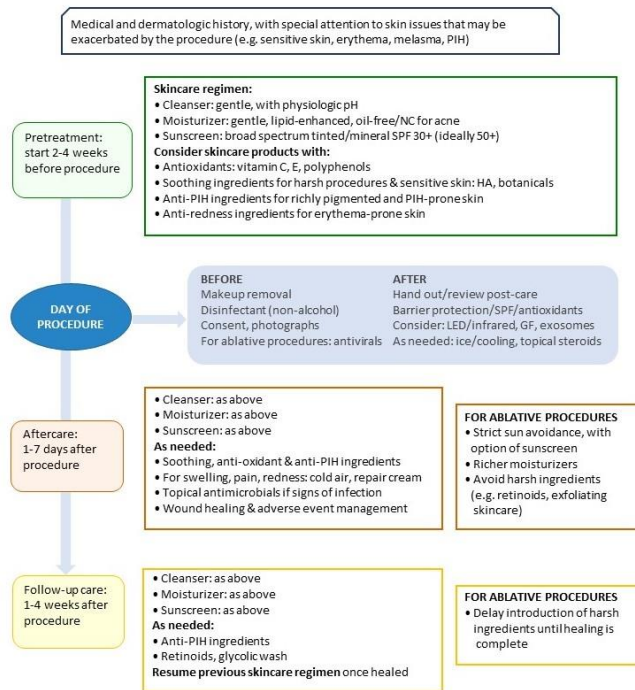 Medical and dermatologic history, with special attention to skin issues that may be
exacerbated by the procedure (e.g. sensitive skin, erythema, melasma, PIH)
Pretreatment:
start 2-4 weeks
before procedure
Skincare regimen:
• Cleanser: gentle, with physiologic pH
• Moisturizer: gentle, lipid-enhanced, oil-free/NC for acne
• Sunscreen: broad spectrum tinted/mineral SPF 30+ (ideally 50+)
Consider skincare products with:
• Antioxidants: vitamin C, E, polyphenols
• Soothing ingredients for harsh procedures & sensitive skin: HA, botanicals
• Anti-PIH ingredients for richly pigmented and PIH-prone skin
• Anti-redness ingredients for erythema-prone skin
DAY OF
PROCEDURE
BEFORE
Makeup removal
Disinfectant (non-alcohol)
Consent, photographs
For ablative procedures: antivirals
AFTER
Hand out/review post-care
Barrier protection/SPF/antioxidants
Consider: LED/infrared, GF, exosomes
As needed: ice/cooling, topical steroids
Aftercare:
1-7 days after
procedure
• Cleanser: as above
• Moisturizer: as above
• Sunscreen: as above
As needed:
• Soothing, anti-oxidant & anti-PIH ingredients
• For swelling, pain, redness: cold air, repair cream
• Topical antimicrobials if signs of infection
• Wound healing & adverse event management
FOR ABLATIVE PROCEDURES
• Strict sun avoidance, with
option of sunscreen
• Richer moisturizers
• Avoid harsh ingredients
(e.g. retinoids, exfoliating
skincare)
Follow-up care:
1-4 weeks after
procedure
• Cleanser: as above
• Moisturizer: as above
• Sunscreen: as above
As needed:
• Anti-PIH ingredients
• Retinoids, glycolic wash
Resume previous skincare regimen once healed
FOR ABLATIVE PROCEDURES
• Delay introduction of harsh
ingredients until healing is
complete